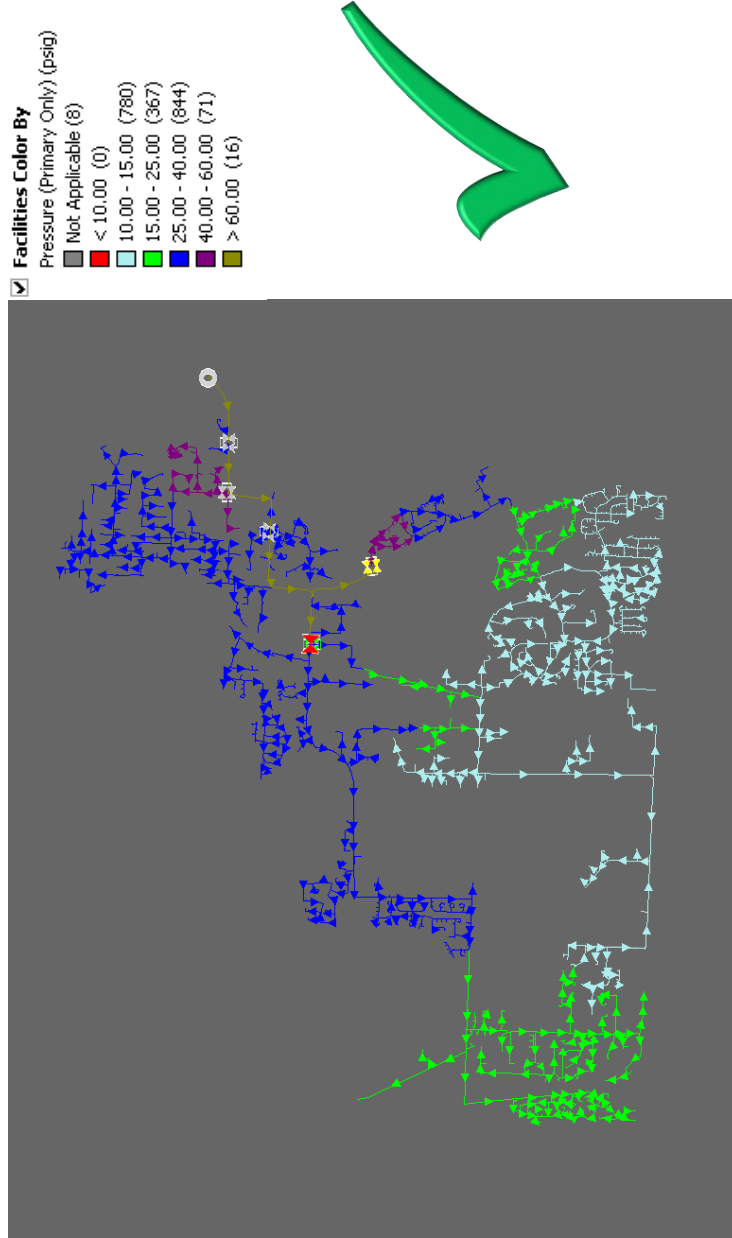 Facilities Color By
Pressure (Primary Only) (psig)
Not Applicable (8)
< 10.00 (0)
10.00 - 15.00 (780)
15.00 - 25.00 (367)
25.00 - 40.00 (844)
40.00 - 60.00 (71)
> 60.00 (16)